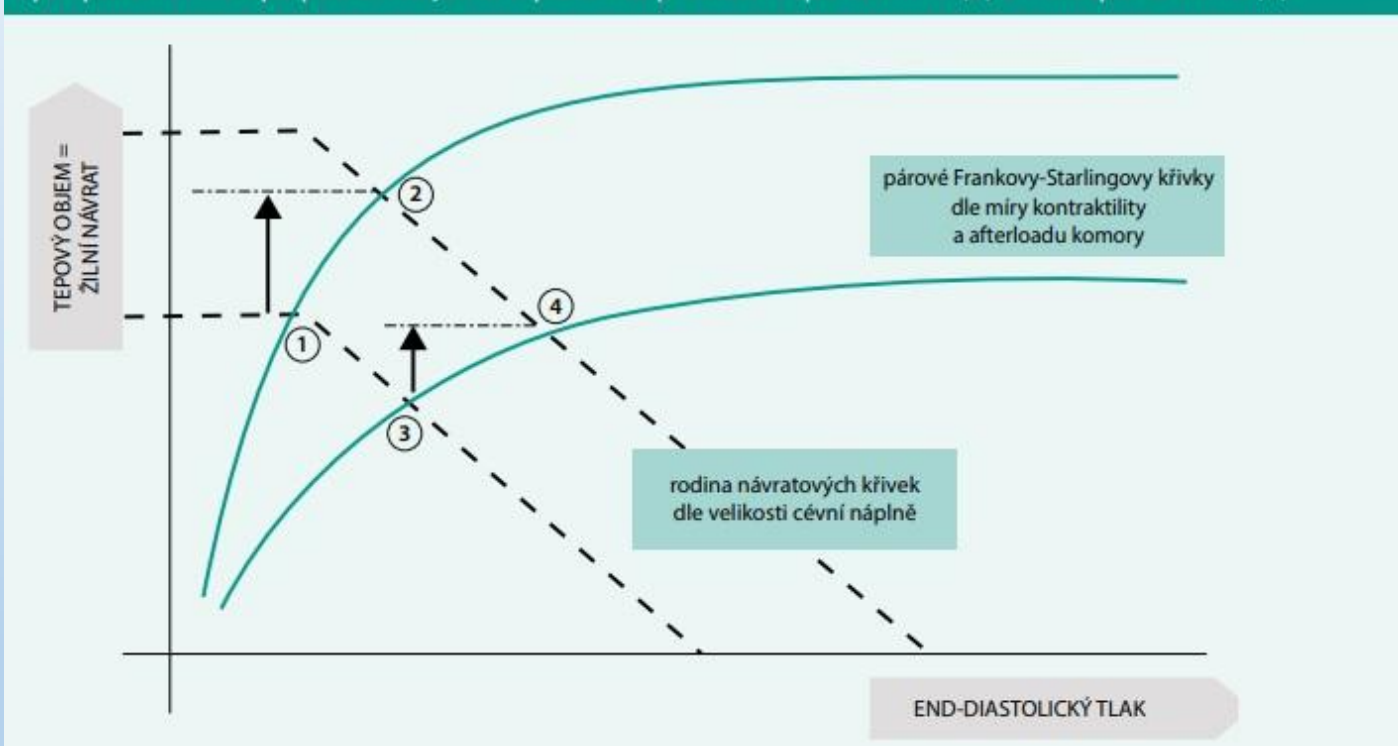 TEPOVÝ OBJEM =
ŽILNÍ NÁVRAT
2
párové Frankovy-Starlingovy křivky
dle míry kontraktility
a afterloadu komory
4
1
3
rodina návratových křivek
dle velikosti cévní náplně
END-DIASTOLICKÝ TLAK